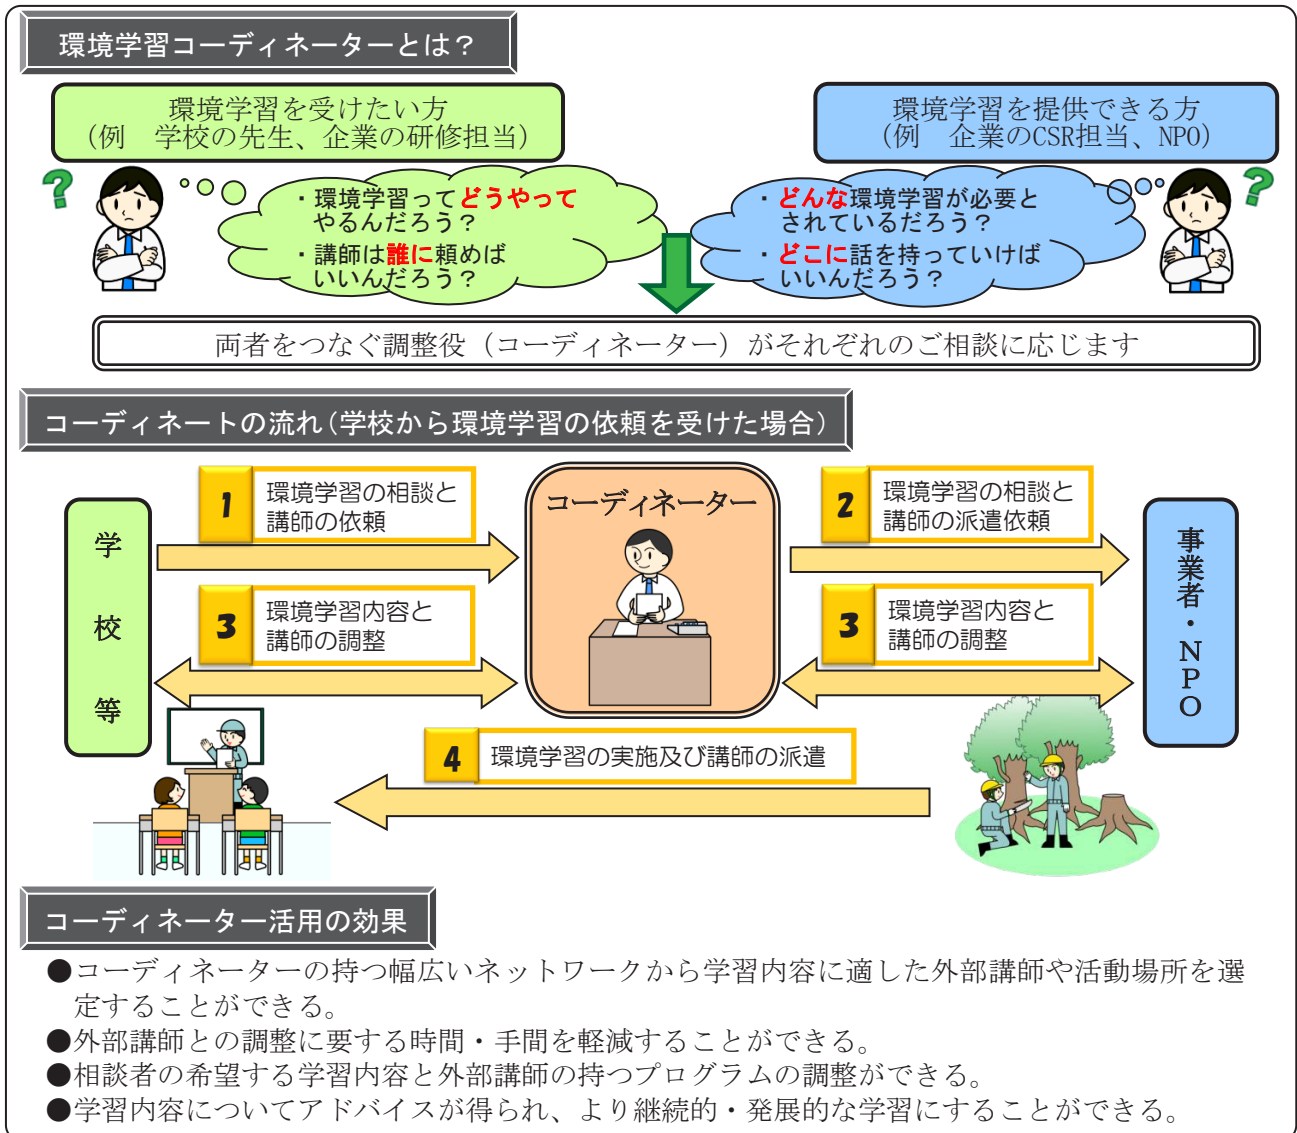 環境学習コーディネーターとは？
環境学習を受けたい方
（例　学校の先生、企業の研修担当）
環境学習を提供できる方
（例　企業のCSR担当、NPO）
?
・環境学習ってどうやって
やるんだろう？
・講師は誰に頼めば
いいんだろう？
・どんな環境学習が必要と
されているだろう？
・どこに話を持っていけば
いいんだろう？
?
両者をつなぐ調整役（コーディネーター）がそれぞれのご相談に応じます
コーディネートの流れ（学校から環境学習の依頼を受けた場合）
学校等
1
環境学習の相談と
講師の依頼
コーディネーター
2
環境学習の相談と
講師の派遣依頼
事業者・NPO
3
環境学習内容と
講師の調整
3
環境学習内容と
講師の調整
4
環境学習の実施及び講師の派遣
コーディネーター活用の効果
●コーディネーターの持つ幅広いネットワークから学習内容に適した外部講師や活動場所を選
定することができる。
●外部講師との調整に要する時間・手間を軽減することができる。
●相談者の希望する学習内容と外部講師の持つプログラムの調整ができる。
●学習内容についてアドバイスが得られ、より継続的・発展的な学習にすることができる。